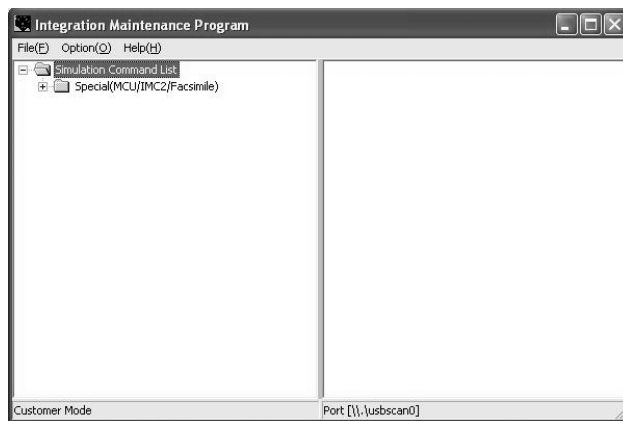 Integration Maintenance Program
File(F) Option(O) Help(H)
Simulation Command List
Special(MCU/IMC2/Facsimile)
Customer Mode
Port [\\.\usbscan0]